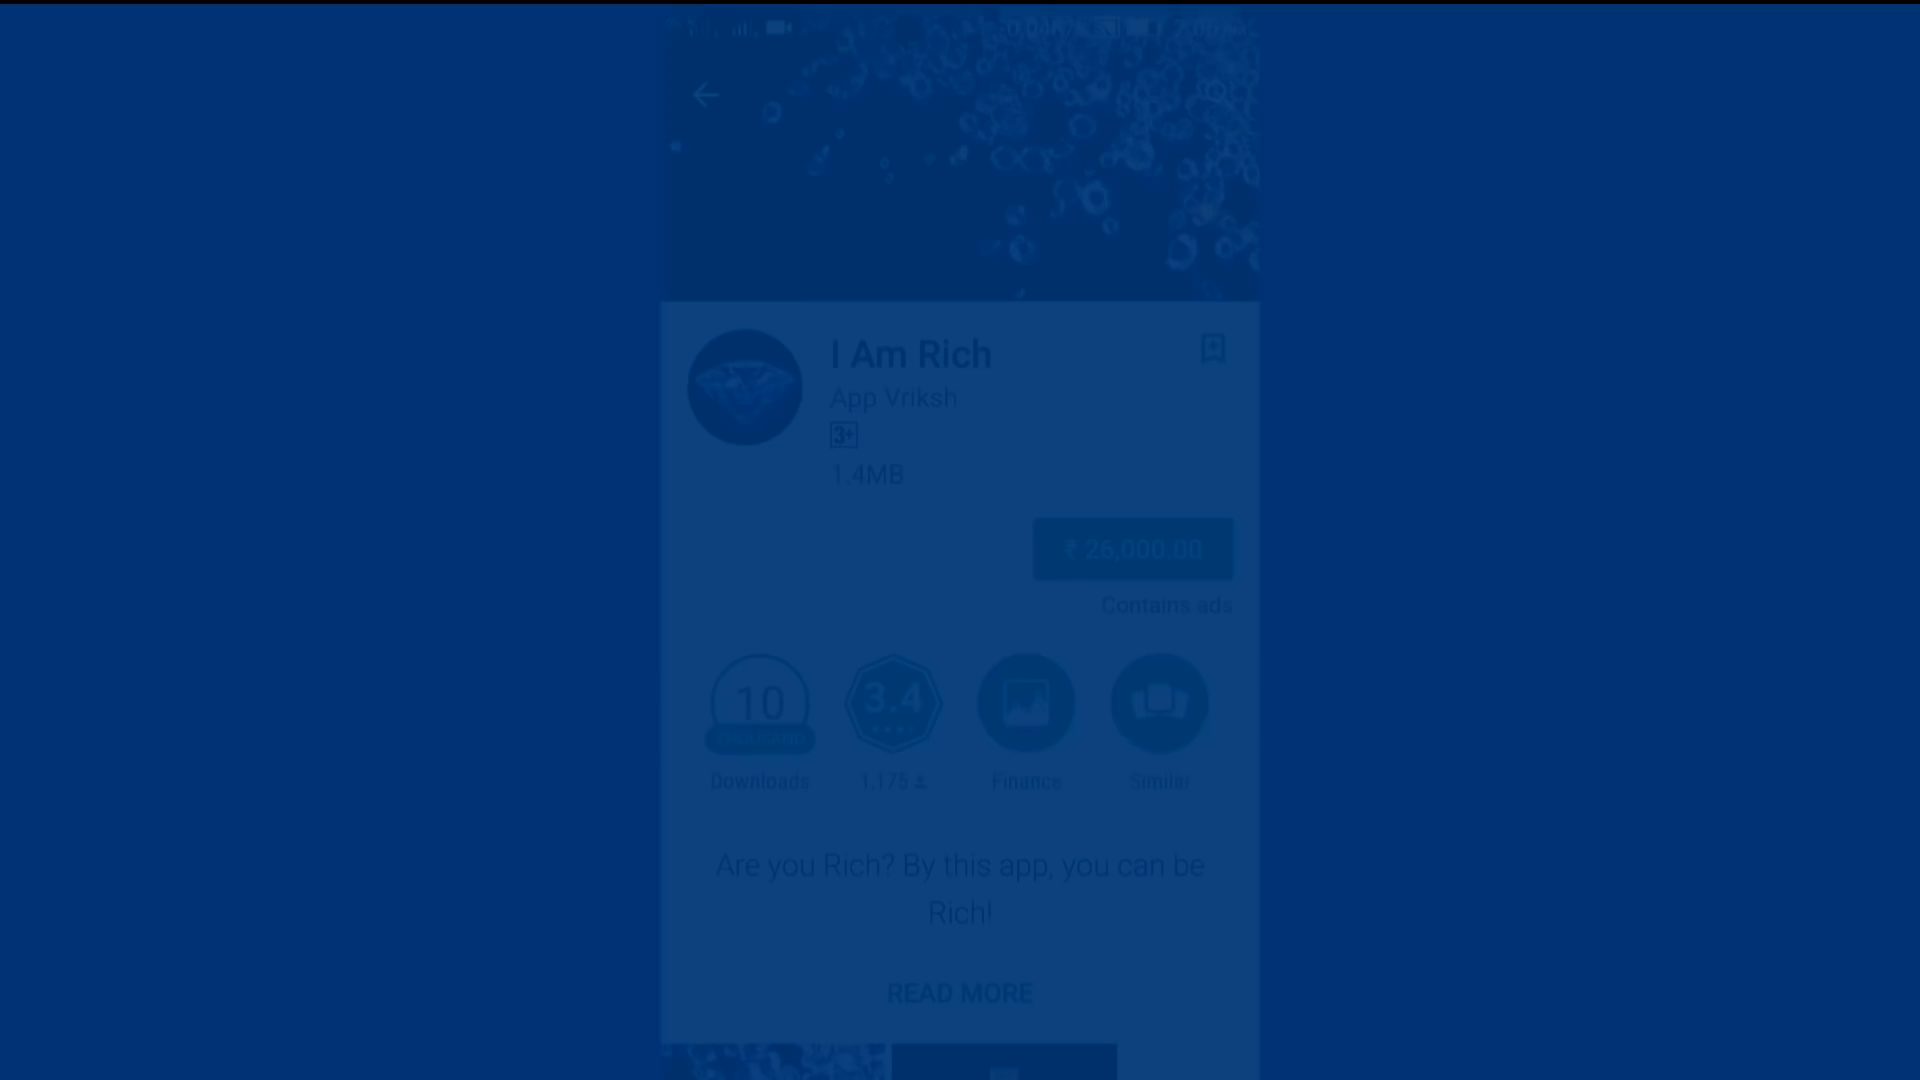 I Am Rich
App Vriksh
3+
1.4MB
₹ 26,000.00
Contains ads
10
3.4
Downloads
1,175
Finance
Similar
Are you Rich? By this app, you can be
Rich!
READ MORE